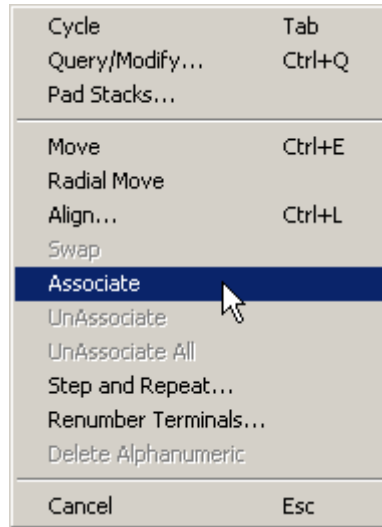 Cycle Tab
Query/Modify... Ctrl+Q
Pad Stacks...
Move Ctrl+E
Radial Move
Align... Ctrl+L
Swap
Associate
UnAssociate
UnAssociate All
Step and Repeat...
Renumber Terminals...
Delete Alphanumeric
Cancel Esc